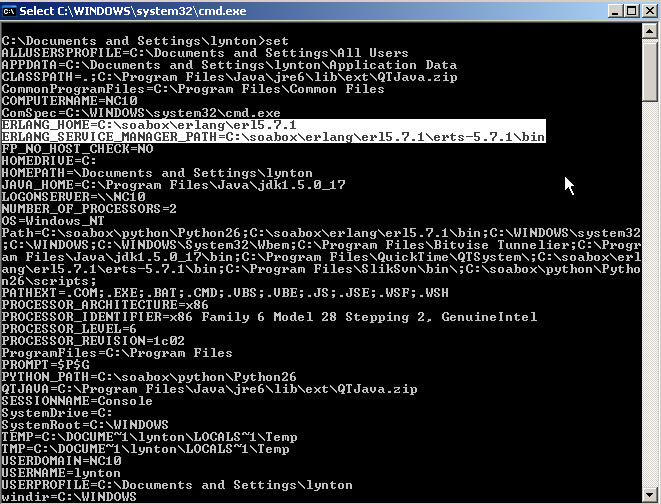 Select C:\WINDOWS\system32\cmd.exe
C:\Documents and Settings\lynton>set
ALLUSERSPROFILE=C:\Documents and Settings\All Users
APPDATA=C:\Documents and Settings\lynton\Application Data
CLASSPATH=.;C:\Program Files\Java\jre6\lib\ext\QTJava.zip
CommonProgramFiles=C:\Program Files\Common Files
COMPUTERNAME=NC10
ComSpec=C:\WINDOWS\system32\cmd.exe
ERLANG_HOME=C:\soabox\erlang\erl5.7.1
ERLANG_SERVICE_MANAGER_PATH=C:\soabox\erlang\erl5.7.1\erts-5.7.1\bin
FP_NO_HOST_CHECK=NO
HOMEDRIVE=C:
HOMEPATH=\Documents and Settings\lynton
JAVA_HOME=C:\Program Files\Java\jdk1.5.0_17
LOGONSERVER=\\NC10
NUMBER_OF_PROCESSORS=2
OS=Windows_NT
Path=C:\soabox\python\Python26;C:\soabox\erlang\erl5.7.1\bin;C:\WINDOWS\system32
;C:\WINDOWS;C:\WINDOWS\System32\Wbem;C:\Program Files\Bitvise Tunnelier;C:\Progr
am Files\Java\jdk1.5.0_17\bin;C:\Program Files\QuickTime\QTSystem\;C:\soabox\erl
ang\erl5.7.1\erts-5.7.1\bin;C:\Program Files\SlikSvn\bin\;C:\soabox\python\Pytho
n26\scripts;
PATHEXT=.COM;.EXE;.BAT;.CMD;.VBS;.VBE;.JS;.JSE;.WSF;.WSH
PROCESSOR_ARCHITECTURE=x86
PROCESSOR_IDENTIFIER=x86 Family 6 Model 28 Stepping 2, GenuineIntel
PROCESSOR_LEVEL=6
PROCESSOR_REVISION=1c02
ProgramFiles=C:\Program Files
PROMPT=$P$G
PYTHON_PATH=C:\soabox\python\Python26
QTJAVA=C:\Program Files\Java\jre6\lib\ext\QTJava.zip
SESSIONNAME=Console
SystemDrive=C:
SystemRoot=C:\WINDOWS
TEMP=C:\DOCUME~1\lynton\LOCALS~1\Temp
TMP=C:\DOCUME~1\lynton\LOCALS~1\Temp
USERDOMAIN=NC10
USERNAME=lynton
USERPROFILE=C:\Documents and Settings\lynton
windir=C:\WINDOWS